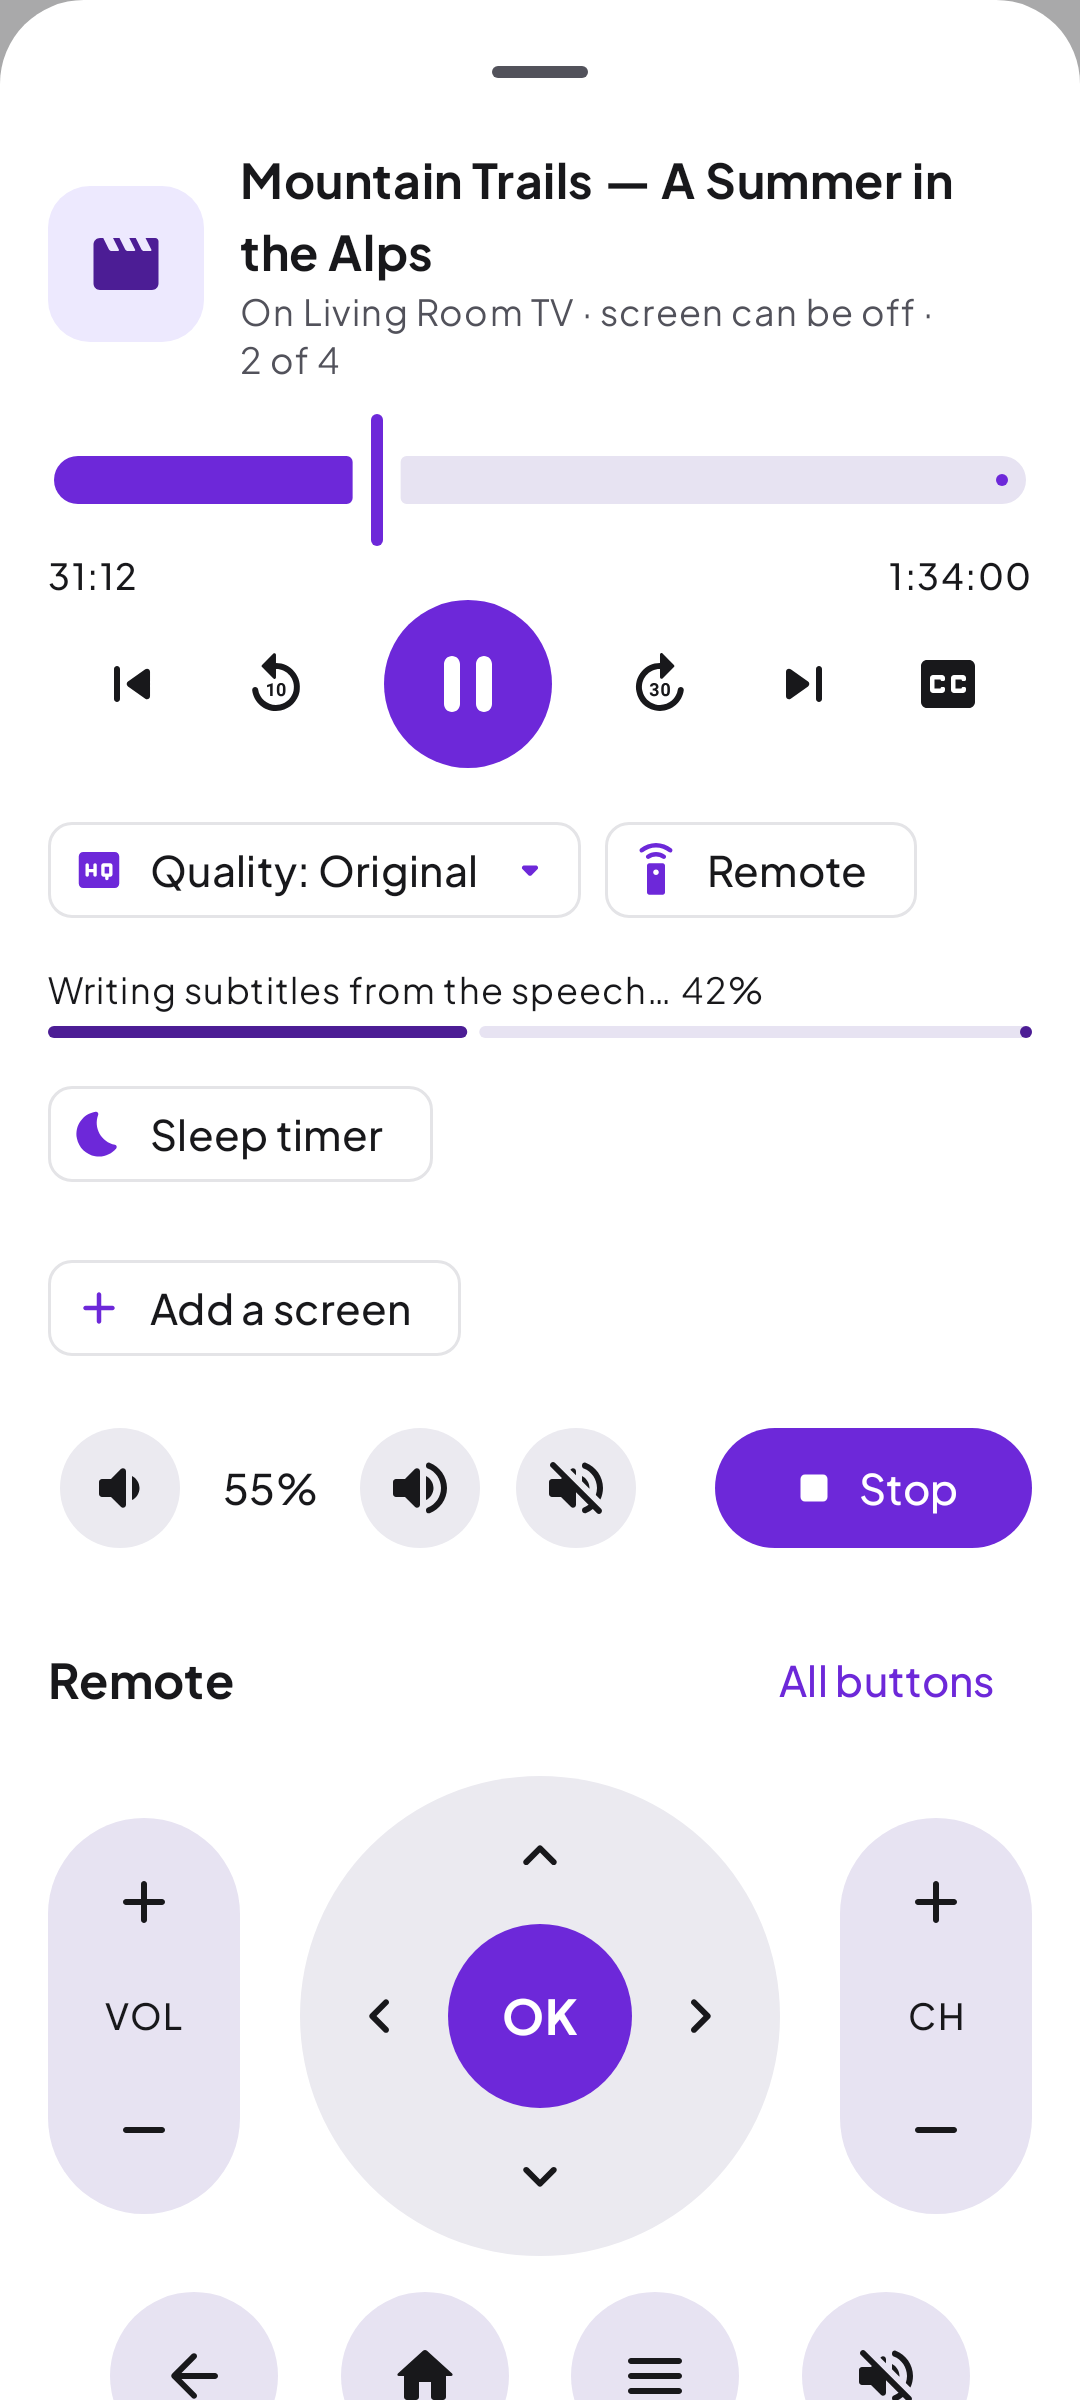 Mountain Trails — A Summer in
the Alps
On Living Room TV · screen can be off ·
2 of 4
31:12
1:34:00
10
30
CC
HQ Quality: Original
Remote
Writing subtitles from the speech... 42%
Sleep timer
Add a screen
55%
Stop
Remote
All buttons
VOL
OK
CH